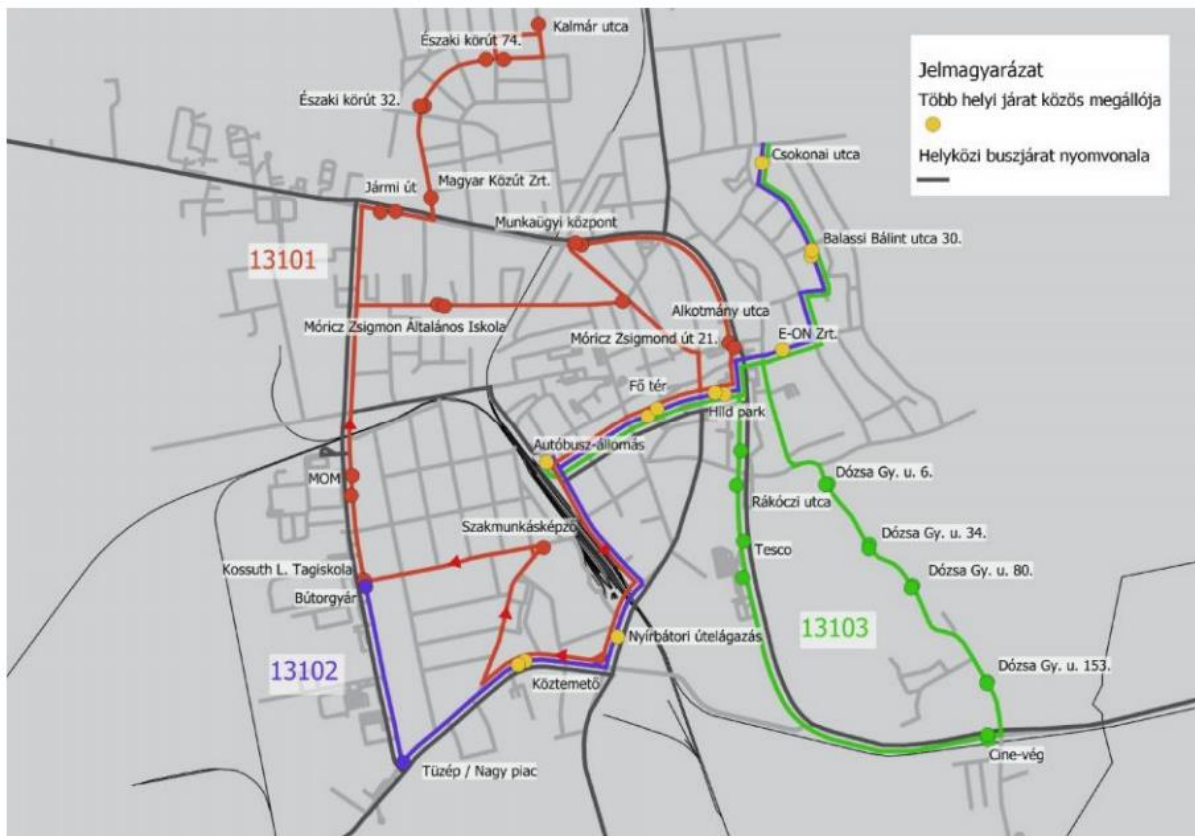 Kalmár utca
Északi körút 74.
Jelmagyarázat
Több helyi járat közös megállója
Helyközi buszjárat nyomvonala
Északi körút 32.
Csokonai utca
Magyar Közút Zrt.
Jármi út
Munkaügyi központ
Balassi Bálint utca 30.
13101
Alkotmány utca
Móricz Zsigmon Általános Iskola
Móricz Zsigmond út 21.
E-ON Zrt.
Fő tér
Hild park
Autóbusz-állomás
MOM
Dózsa Gy. u. 6.
Rákóczi utca
Szakmunkásképző
Dózsa Gy. u. 34.
Tesco
Kossuth L. Tagiskola
Dózsa Gy. u. 80.
Bútorgyár
13103
Nyírbátori útelágazás
13102
Dózsa Gy. u. 153.
Köztemető
Cine-vég
Tüzép / Nagy piac